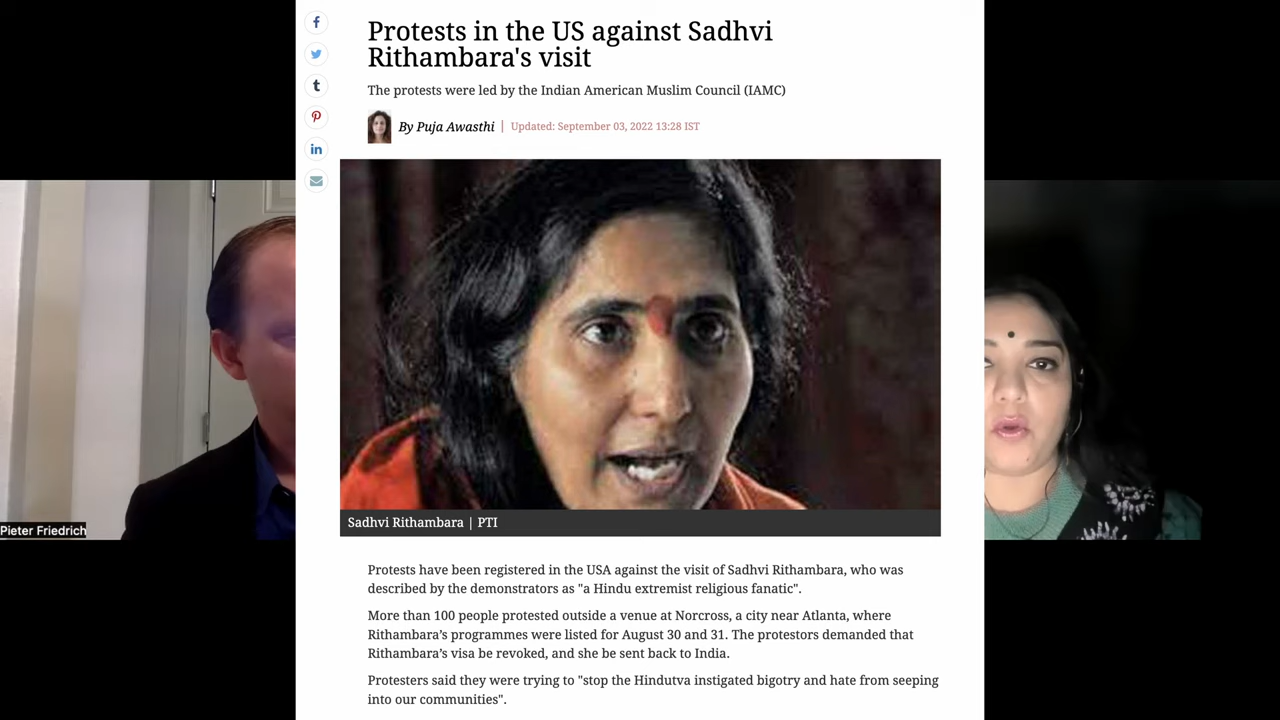 Protests in the US against Sadhvi
Rithambara's visit
The protests were led by the Indian American Muslim Council (IAMC)
By Puja Awasthi | Updated: September 03, 2022 13:28 IST
Sadhvi Rithambara | PTI
Pieter Friedrich
Protests have been registered in the USA against the visit of Sadhvi Rithambara, who was
described by the demonstrators as "a Hindu extremist religious fanatic".
More than 100 people protested outside a venue at Norcross, a city near Atlanta, where
Rithambara's programmes were listed for August 30 and 31. The protestors demanded that
Rithambara's visa be revoked, and she be sent back to India.
Protesters said they were trying to "stop the Hindutva instigated bigotry and hate from seeping
into our communities".